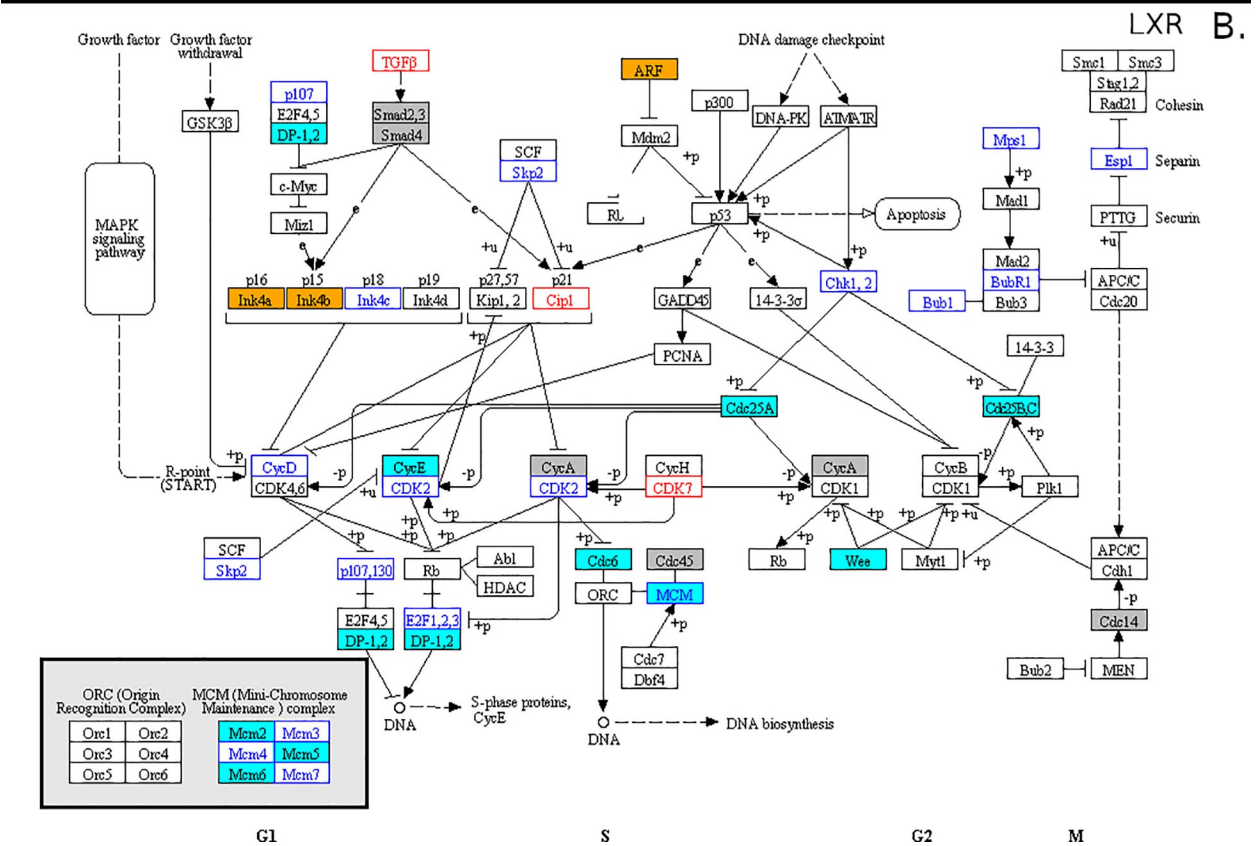 LXR B.
Growth factor
Growth factor
withdrawal
TGFβ
DNA damage checkpoint
Smc1 Smc3
Stag1,2
Rad21
Cohesin
ARF
p107
E2F4,5
DP-1,2
GSK3β
Smad2,3
Smad4
p300
DNA-PK
ATM/ATR
Mdm2
+p
SCF
Skp2
Mps1
+p
Esp1
Separin
c-Myc
Miz1
Mad1
MAPK
signaling
pathway
e
e
e
+u
+u
p53
+p
+p
Apoptosis
PTTG
Securin
+u
e
e
e
+p
Mad2
BubR1
Bub3
Bub1
APC/C
Cdc20
p16
p15
p18
p19
p27,57
p21
Ink4a
Ink4b
Ink4c
Ink4d
Kip1, 2
Cip1
GADD45
14-3-3σ
Chk1, 2
+p
PCNA
14-3-3
+p
+p
Cdc25A
Cdc25B,C
+p
+p
R-point
(START)
CycD
CDK4,6
-p
+u
CycE
CDK2
-p
CycA
CDK2
-p
+p
CycH
CDK7
-p
+p
CycA
CDK1
CycB
CDK1
-p
+p
Plk1
+p
+p
+p
+p
+p
+p
+p
+u
SCF
Skp2
+p
p107,130
Rb
Abl
HDAC
+p
Cdc6
Cdc45
ORC
MCM
+p
Rb
Wee
Myt1
+p
APC/C
Cdh1
-p
Cdc14
E2F4,5
DP-1,2
E2F1,2,3
DP-1,2
+p
Cdc7
Dbf4
Bub2
MEN
DNA
S-phase proteins,
CycE
DNA
DNA biosynthesis
ORC (Origin
Recognition Complex)
MCM (Mini-Chromosome
Maintenance ) complex
Orc1 Orc2
Orc3 Orc4
Orc5 Orc6
Mcm2 Mcm3
Mcm4 Mcm5
Mcm6 Mcm7
G1 S G2 M